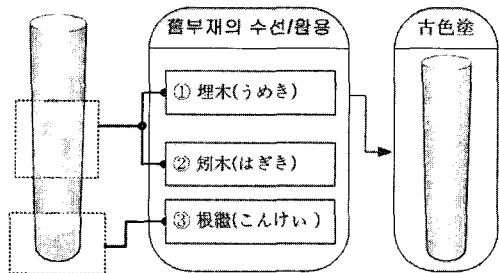 舊부재의 수선/활용
① 埋木(うめき)
② 矧木(はぎき)
③ 根継(こんけい)
古色塗